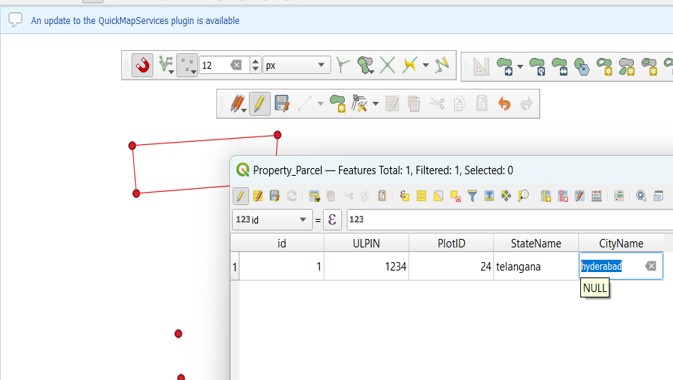 An update to the QuickMapServices plugin is available
12 px
Property_Parcel — Features Total: 1, Filtered: 1, Selected: 0
123 id = ε 123
id ULPIN PlotID StateName CityName
1 1 1234 24 telangana hyderabad
NULL